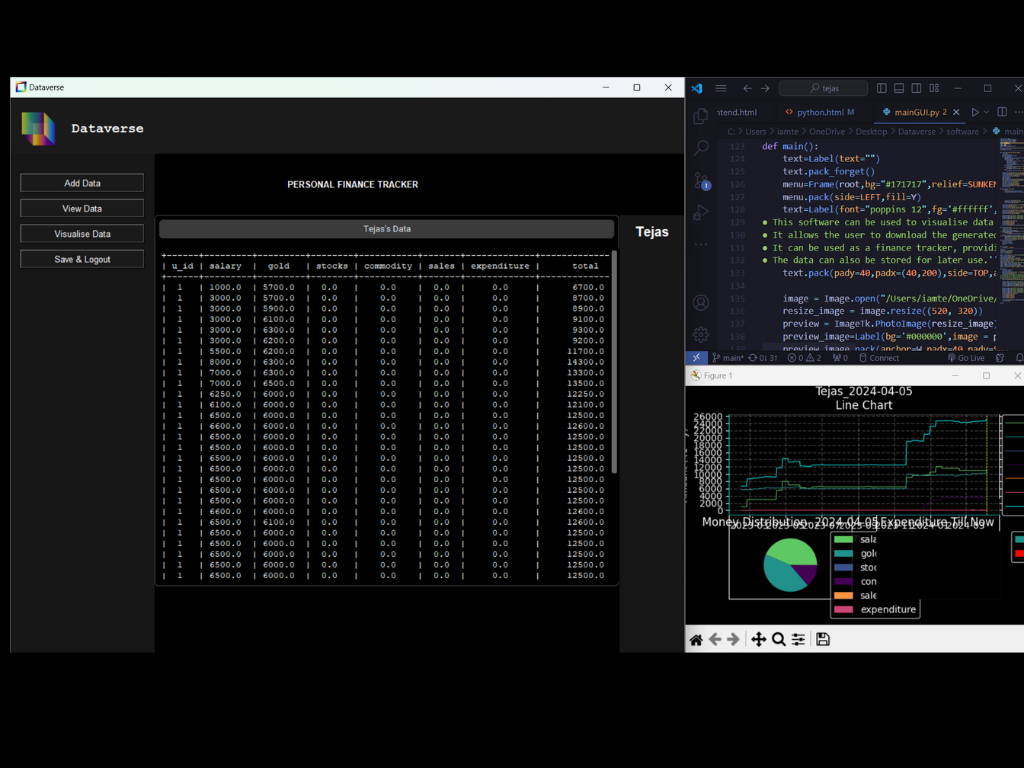 Dataverse
Dataverse
Add Data
View Data
Visualise Data
Save & Logout
PERSONAL FINANCE TRACKER
Tejas's Data
Tejas
| u_id | salary | gold | stocks | commodity | sales | expenditure | total
| 1 | 1000.0 | 5700.0 | 0.0 | 0.0 | 0.0 | 0.0 | 6700.0
| 1 | 3000.0 | 5700.0 | 0.0 | 0.0 | 0.0 | 0.0 | 8700.0
| 1 | 3000.0 | 5900.0 | 0.0 | 0.0 | 0.0 | 0.0 | 8900.0
| 1 | 3000.0 | 6100.0 | 0.0 | 0.0 | 0.0 | 0.0 | 9100.0
| 1 | 3000.0 | 6300.0 | 0.0 | 0.0 | 0.0 | 0.0 | 9300.0
| 1 | 3000.0 | 6200.0 | 0.0 | 0.0 | 0.0 | 0.0 | 9200.0
| 1 | 5500.0 | 6200.0 | 0.0 | 0.0 | 0.0 | 0.0 | 11700.0
| 1 | 8000.0 | 6300.0 | 0.0 | 0.0 | 0.0 | 0.0 | 14300.0
| 1 | 7000.0 | 6300.0 | 0.0 | 0.0 | 0.0 | 0.0 | 13300.0
| 1 | 7000.0 | 6500.0 | 0.0 | 0.0 | 0.0 | 0.0 | 13500.0
| 1 | 6250.0 | 6000.0 | 0.0 | 0.0 | 0.0 | 0.0 | 12250.0
| 1 | 6100.0 | 6000.0 | 0.0 | 0.0 | 0.0 | 0.0 | 12100.0
| 1 | 6500.0 | 6000.0 | 0.0 | 0.0 | 0.0 | 0.0 | 12500.0
| 1 | 6600.0 | 6000.0 | 0.0 | 0.0 | 0.0 | 0.0 | 12600.0
| 1 | 6500.0 | 6000.0 | 0.0 | 0.0 | 0.0 | 0.0 | 12500.0
| 1 | 6500.0 | 6000.0 | 0.0 | 0.0 | 0.0 | 0.0 | 12500.0
| 1 | 6500.0 | 6000.0 | 0.0 | 0.0 | 0.0 | 0.0 | 12500.0
| 1 | 6500.0 | 6000.0 | 0.0 | 0.0 | 0.0 | 0.0 | 12500.0
| 1 | 6500.0 | 6000.0 | 0.0 | 0.0 | 0.0 | 0.0 | 12500.0
| 1 | 6500.0 | 6000.0 | 0.0 | 0.0 | 0.0 | 0.0 | 12500.0
| 1 | 6500.0 | 6000.0 | 0.0 | 0.0 | 0.0 | 0.0 | 12500.0
| 1 | 6600.0 | 6000.0 | 0.0 | 0.0 | 0.0 | 0.0 | 12600.0
| 1 | 6500.0 | 6100.0 | 0.0 | 0.0 | 0.0 | 0.0 | 12600.0
| 1 | 6500.0 | 6000.0 | 0.0 | 0.0 | 0.0 | 0.0 | 12500.0
| 1 | 6500.0 | 6000.0 | 0.0 | 0.0 | 0.0 | 0.0 | 12500.0
| 1 | 6500.0 | 6000.0 | 0.0 | 0.0 | 0.0 | 0.0 | 12500.0
| 1 | 6500.0 | 6000.0 | 0.0 | 0.0 | 0.0 | 0.0 | 12500.0
| 1 | 6500.0 | 6000.0 | 0.0 | 0.0 | 0.0 | 0.0 | 12500.0
tejas
ntend.html <> python.html M mainGUI.py 2
C: > Users > iamte > OneDrive > Desktop > Dataverse > software > main
123 def main():
124 text=Label(text="")
125 text.pack_forget()
126 menu=Frame(root,bg="#171717",relief=SUNKEN
127 menu.pack(side=LEFT,fill=Y)
128 text=Label(font="poppins 12",fg='#ffffff',
129 • This software can be used to visualise data
130 • It allows the user to download the generated
131 • It can be used as a finance tracker, providi
132 • The data can also be stored for later use.''
133 text.pack(pady=40,padx=(40,200),side=TOP,a
134
135 image = Image.open("/Users/iamte/OneDrive/
136 resize_image = image.resize((520, 320))
137 preview = ImageTk.PhotoImage(resize_image)
138 preview_image=Label(bg='#000000',image = p
139 preview_image.pack(anchor=W,padx=40,pady=
1
main* 0↓ 3↑ 0 2 0 Connect Go Live
Figure 1
Tejas_2024-04-05
Line Chart
26000
24000
22000
20000
18000
16000
14000
12000
10000
8000
6000
4000
2000
0
Money Distribution_2024-04-05
Expenditure Till Now
sala
gol
sto
con
sale
expenditure